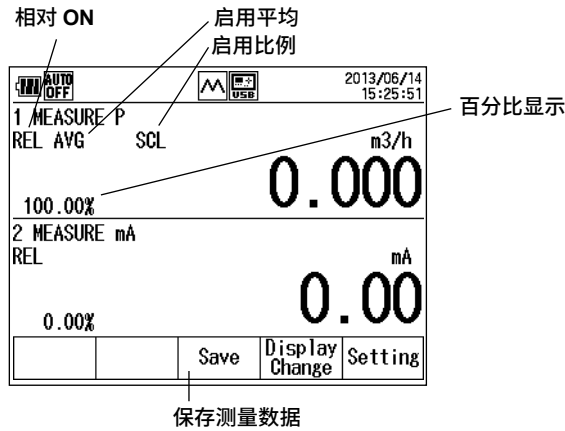 相对 ON
启用平均
启用比例
AUTO OFF
USB
2013/06/14
15:25:51
百分比显示
1 MEASURE P
REL AVG SCL
m3/h
0.000
100.00%
2 MEASURE mA
REL
mA
0.00
0.00%
Save
Display Change
Setting
保存测量数据